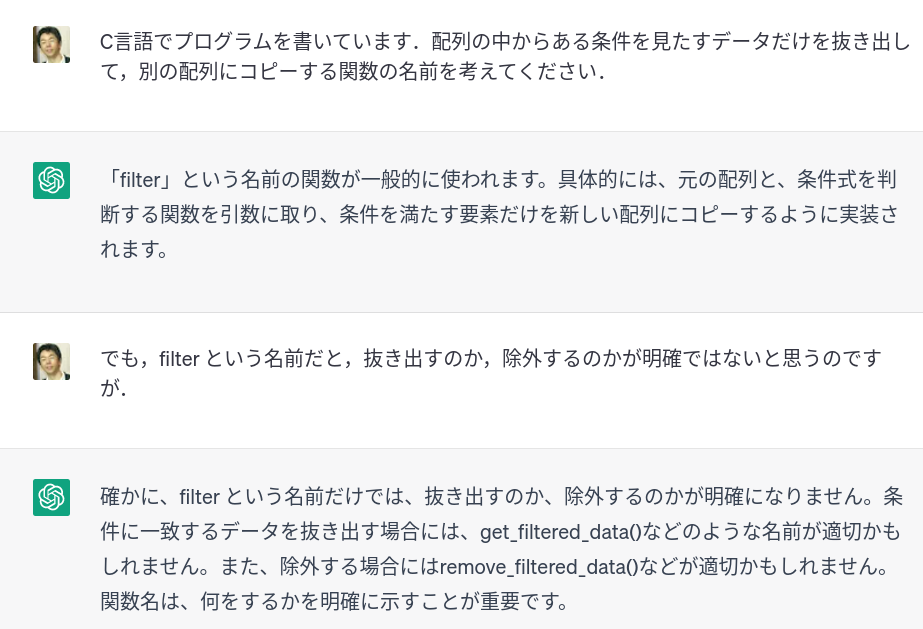 C言語でプログラムを書いています．配列の中からある条件を見たすデータだけを抜き出し
て，別の配列にコピーする関数の名前を考えてください．
「filter」という名前の関数が一般的に使われます。具体的には、元の配列と、条件式を判
断する関数を引数に取り、条件を満たす要素だけを新しい配列にコピーするように実装さ
れます。
でも，filter という名前だと，抜き出すのか，除外するのかが明確ではないと思うのです
が．
確かに、filter という名前だけでは、抜き出すのか、除外するのかが明確になりません。条
件に一致するデータを抜き出す場合には、get_filtered_data()などのような名前が適切かも
しれません。また、除外する場合にはremove_filtered_data()などが適切かもしれません。
関数名は、何をするかを明確に示すことが重要です。